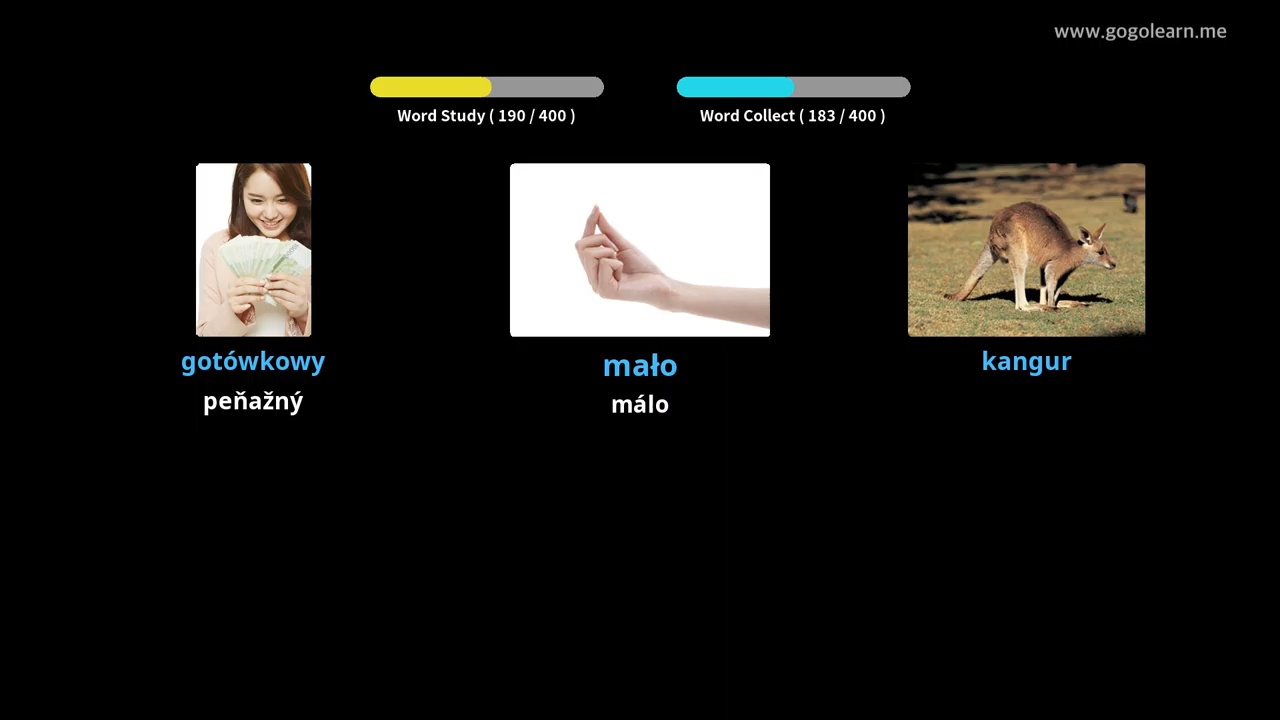 www.gogolearn.me
Word Study ( 190 / 400 )
Word Collect ( 183 / 400 )
gotówkowy
peňažný
mało
málo
kangur